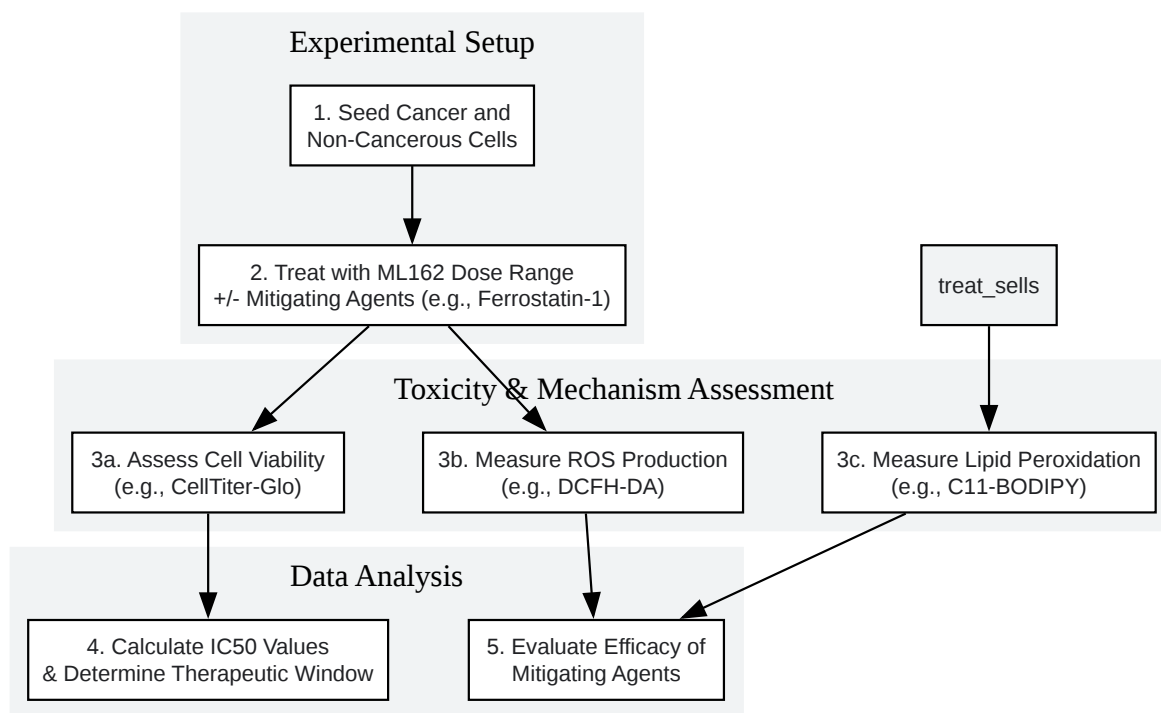 Experimental Setup
1. Seed Cancer and
Non-Cancerous Cells
2. Treat with ML162 Dose Range
+/- Mitigating Agents (e.g., Ferrostatin-1)
treat_sells
Toxicity & Mechanism Assessment
3a. Assess Cell Viability
(e.g., CellTiter-Glo)
3b. Measure ROS Production
(e.g., DCFH-DA)
3c. Measure Lipid Peroxidation
(e.g., C11-BODIPY)
Data Analysis
4. Calculate IC50 Values
& Determine Therapeutic Window
5. Evaluate Efficacy of
Mitigating Agents